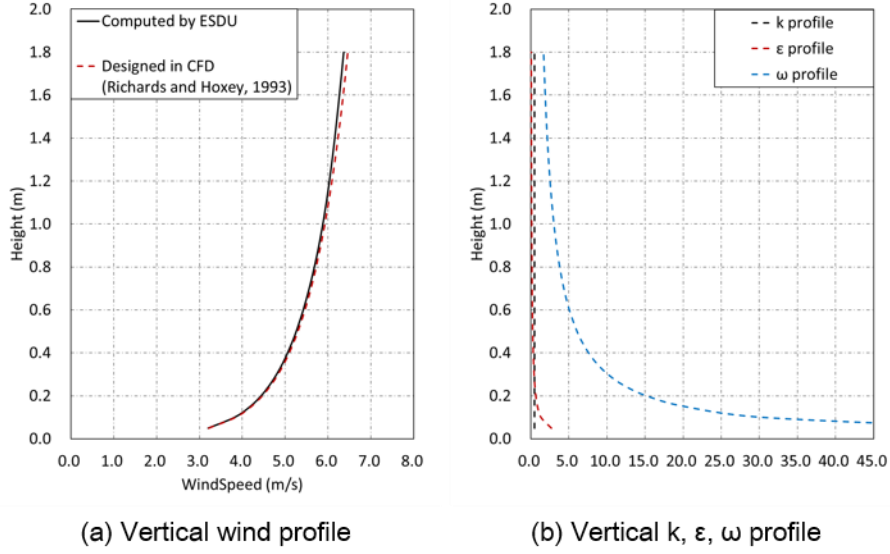 Computed by ESDU
Designed in CFD
(Richards and Hoxey, 1993)
2.0
1.8
1.6
1.4
1.2
1.0
0.8
0.6
0.4
0.2
0.0
Height (m)
0.0 1.0 2.0 3.0 4.0 5.0 6.0 7.0 8.0
WindSpeed (m/s)
(a) Vertical wind profile
k profile
ε profile
ω profile
2.0
1.8
1.6
1.4
1.2
1.0
0.8
0.6
0.4
0.2
0.0
Height (m)
0.0 5.0 10.0 15.0 20.0 25.0 30.0 35.0 40.0 45.0
(b) Vertical k, ε, ω profile